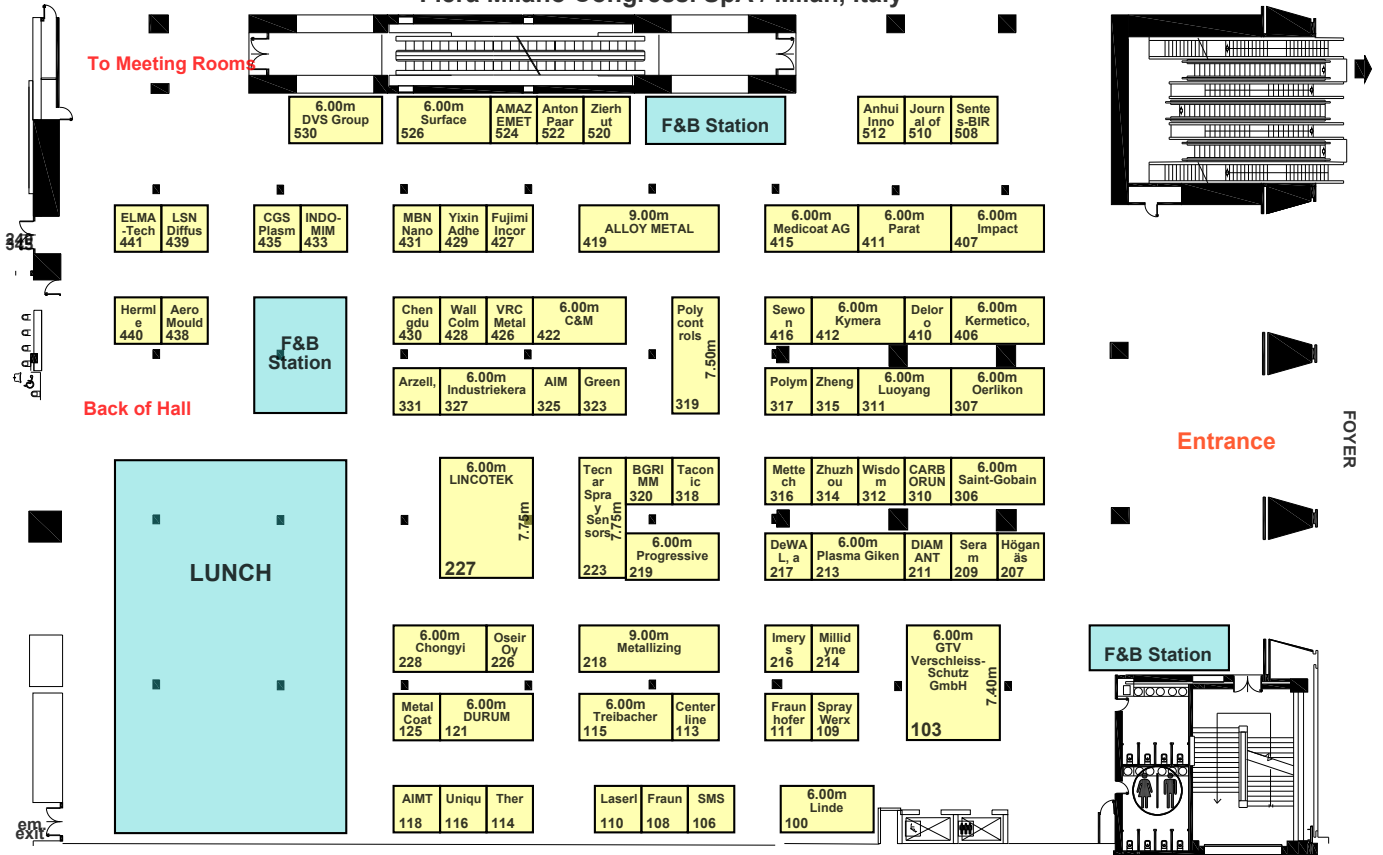 To Meeting Rooms
6.00m
DVS Group
530
6.00m
Surface
526
AMAZ
EMET
524
Anton
Paar
522
Zierh
ut
520
F&B Station
Anhui
Inno
512
Journ
al of
510
Sente
s-BIR
508
ELMA
-Tech
441
LSN
Diffus
439
CGS
Plasm
435
INDO-
MIM
433
MBN
Nano
431
Yixin
Adhe
429
Fujimi
Incor
427
9.00m
ALLOY METAL
419
6.00m
Medicoat AG
415
6.00m
Parat
411
6.00m
Impact
407
Herml
e
440
Aero
Mould
438
F&B
Station
Chen
gdu
430
Wall
Colm
428
VRC
Metal
426
6.00m
C&M
422
Poly
cont
rols
7.50m
319
Sewo
n
416
6.00m
Kymera
412
Delor
o
410
6.00m
Kermetico,
406
Arzell,
331
6.00m
Industriekera
327
AIM
325
Green
323
Polym
317
Zheng
315
6.00m
Luoyang
311
6.00m
Oerlikon
307
Back of Hall
Entrance
FOYER
LUNCH
6.00m
LINCOTEK
7.75m
227
Tecn
ar
Spra
y
Sen
sors
7.75m
223
BGRI
MM
320
Tacon
ic
318
6.00m
Progressive
219
Mette
ch
316
Zhuzh
ou
314
Wisdo
m
312
CARB
ORUN
310
6.00m
Saint-Gobain
306
DeWA
L, a
217
6.00m
Plasma Giken
213
DIAM
ANT
211
Sera
m
209
Högan
äs
207
6.00m
Chongyi
228
Oseir
Oy
226
9.00m
Metallizing
218
Imery
s
216
Millid
yne
214
6.00m
GTV
Verschleiss-
Schutz
GmbH
7.40m
103
F&B Station
Metal
Coat
125
6.00m
DURUM
121
6.00m
Treibacher
115
Center
line
113
Fraun
hofer
111
Spray
Werx
109
AIMT
118
Uniqu
116
Ther
114
Laserl
110
Fraun
108
SMS
106
6.00m
Linde
100
em
exit